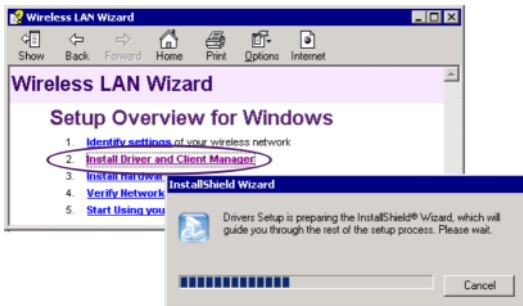 Wireless LAN Wizard
Show Back Forward Home Print Options Internet
Wireless LAN Wizard
Setup Overview for Windows
1. Identify settings of your wireless network
2. Install Driver and Client Manager
3. Install Hardwar
4. Verify Network
5. Start Using you
InstallShield Wizard
Drivers Setup is preparing the InstallShield® Wizard, which will
guide you through the rest of the setup process. Please wait.
Cancel